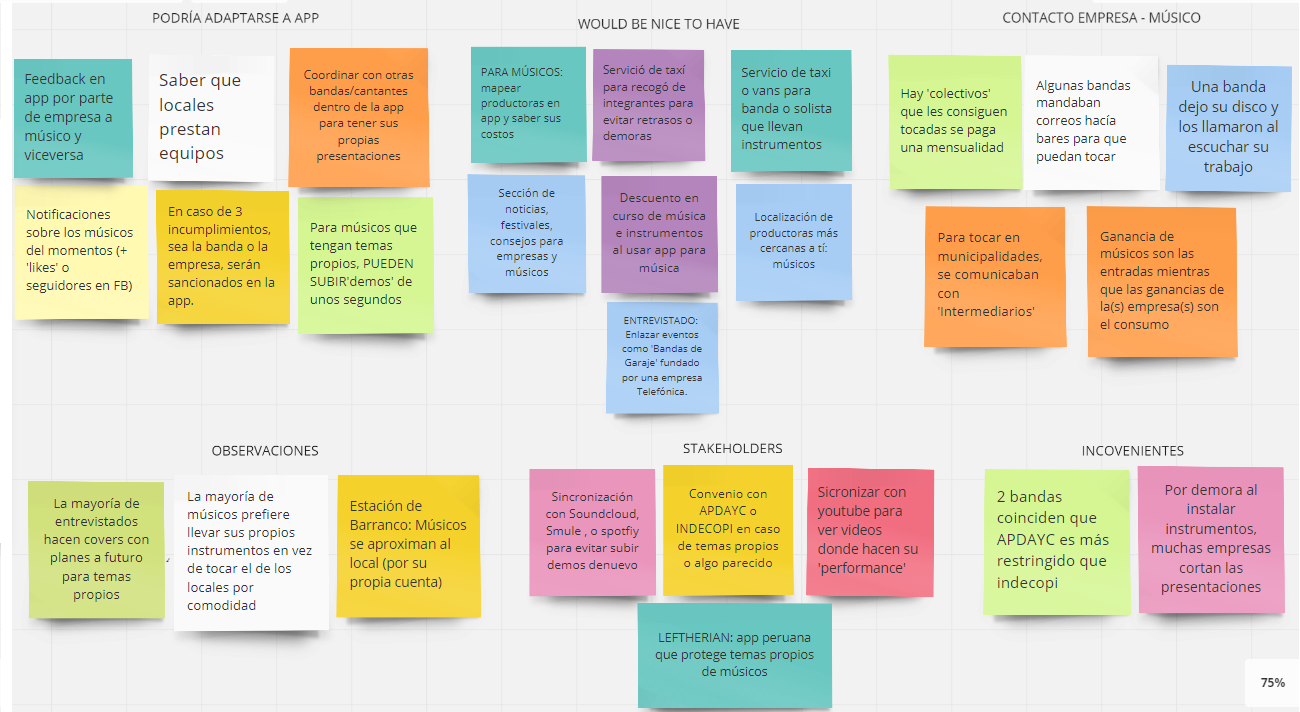 PODRÍA ADAPTARSE A APP
Feedback en
app por parte
de empresa a
músico y
viceversa
Saber que
locales
prestan
equipos
Coordinar con otras
bandas/cantantes
dentro de la app
para tener sus
propias
presentaciones
Notificaciones
sobre los músicos
del momentos (+
'likes' o
seguidores en FB)
En caso de 3
incumplimientos,
sea la banda o la
empresa, serán
sancionados en la
app.
Para músicos que
tengan temas
propios, PUEDEN
SUBIR'demos' de
unos segundos
WOULD BE NICE TO HAVE
PARA MÚSICOS:
mapear
productoras en
app y saber sus
costos
Servició de taxí
para recogó de
integrantes para
evitar retrasos o
demoras
Servicio de taxi
o vans para
banda o solista
que llevan
instrumentos
Sección de
noticias,
festivales,
consejos para
empresas y
músicos
Descuento en
curso de música
e instrumentos
al usar app para
música
Localización de
productoras más
cercanas a tí:
músicos
ENTREVISTADO:
Enlazar eventos
como 'Bandas de
Garaje' fundado
por una empresa
Telefónica.
CONTACTO EMPRESA - MÚSICO
Hay 'colectivos'
que les consiguen
tocadas se paga
una mensualidad
Algunas bandas
mandaban
correos hacía
bares para que
puedan tocar
Una banda
dejo su disco y
los llamaron al
escuchar su
trabajo
Para tocar en
municipalidades,
se comunicaban
con
'Intermediarios'
Ganancia de
músicos son las
entradas mientras
que las ganancias de
la(s) empresa(s) son
el consumo
OBSERVACIONES
La mayoría de
entrevistados
hacen covers con
planes a futuro
para temas
propios
La mayoría de
músicos prefiere
llevar sus propios
instrumentos en vez
de tocar el de los
locales por
comodidad
Estación de
Barranco: Músicos
se aproximan al
local (por su
propia cuenta)
STAKEHOLDERS
Sincronización
con Soundcloud,
Smule , o spotfiy
para evitar subir
demos denuevo
Convenio con
APDAYC o
INDECOPI en caso
de temas propios
o algo parecido
Sicronizar con
youtube para
ver videos
donde hacen su
'performance'
LEFTHERIAN: app peruana
que protege temas propios
de músicos
INCOVENIENTES
2 bandas
coinciden que
APDAYC es más
restringido que
indecopi
Por demora al
instalar
instrumentos,
muchas empresas
cortan las
presentaciones
75%